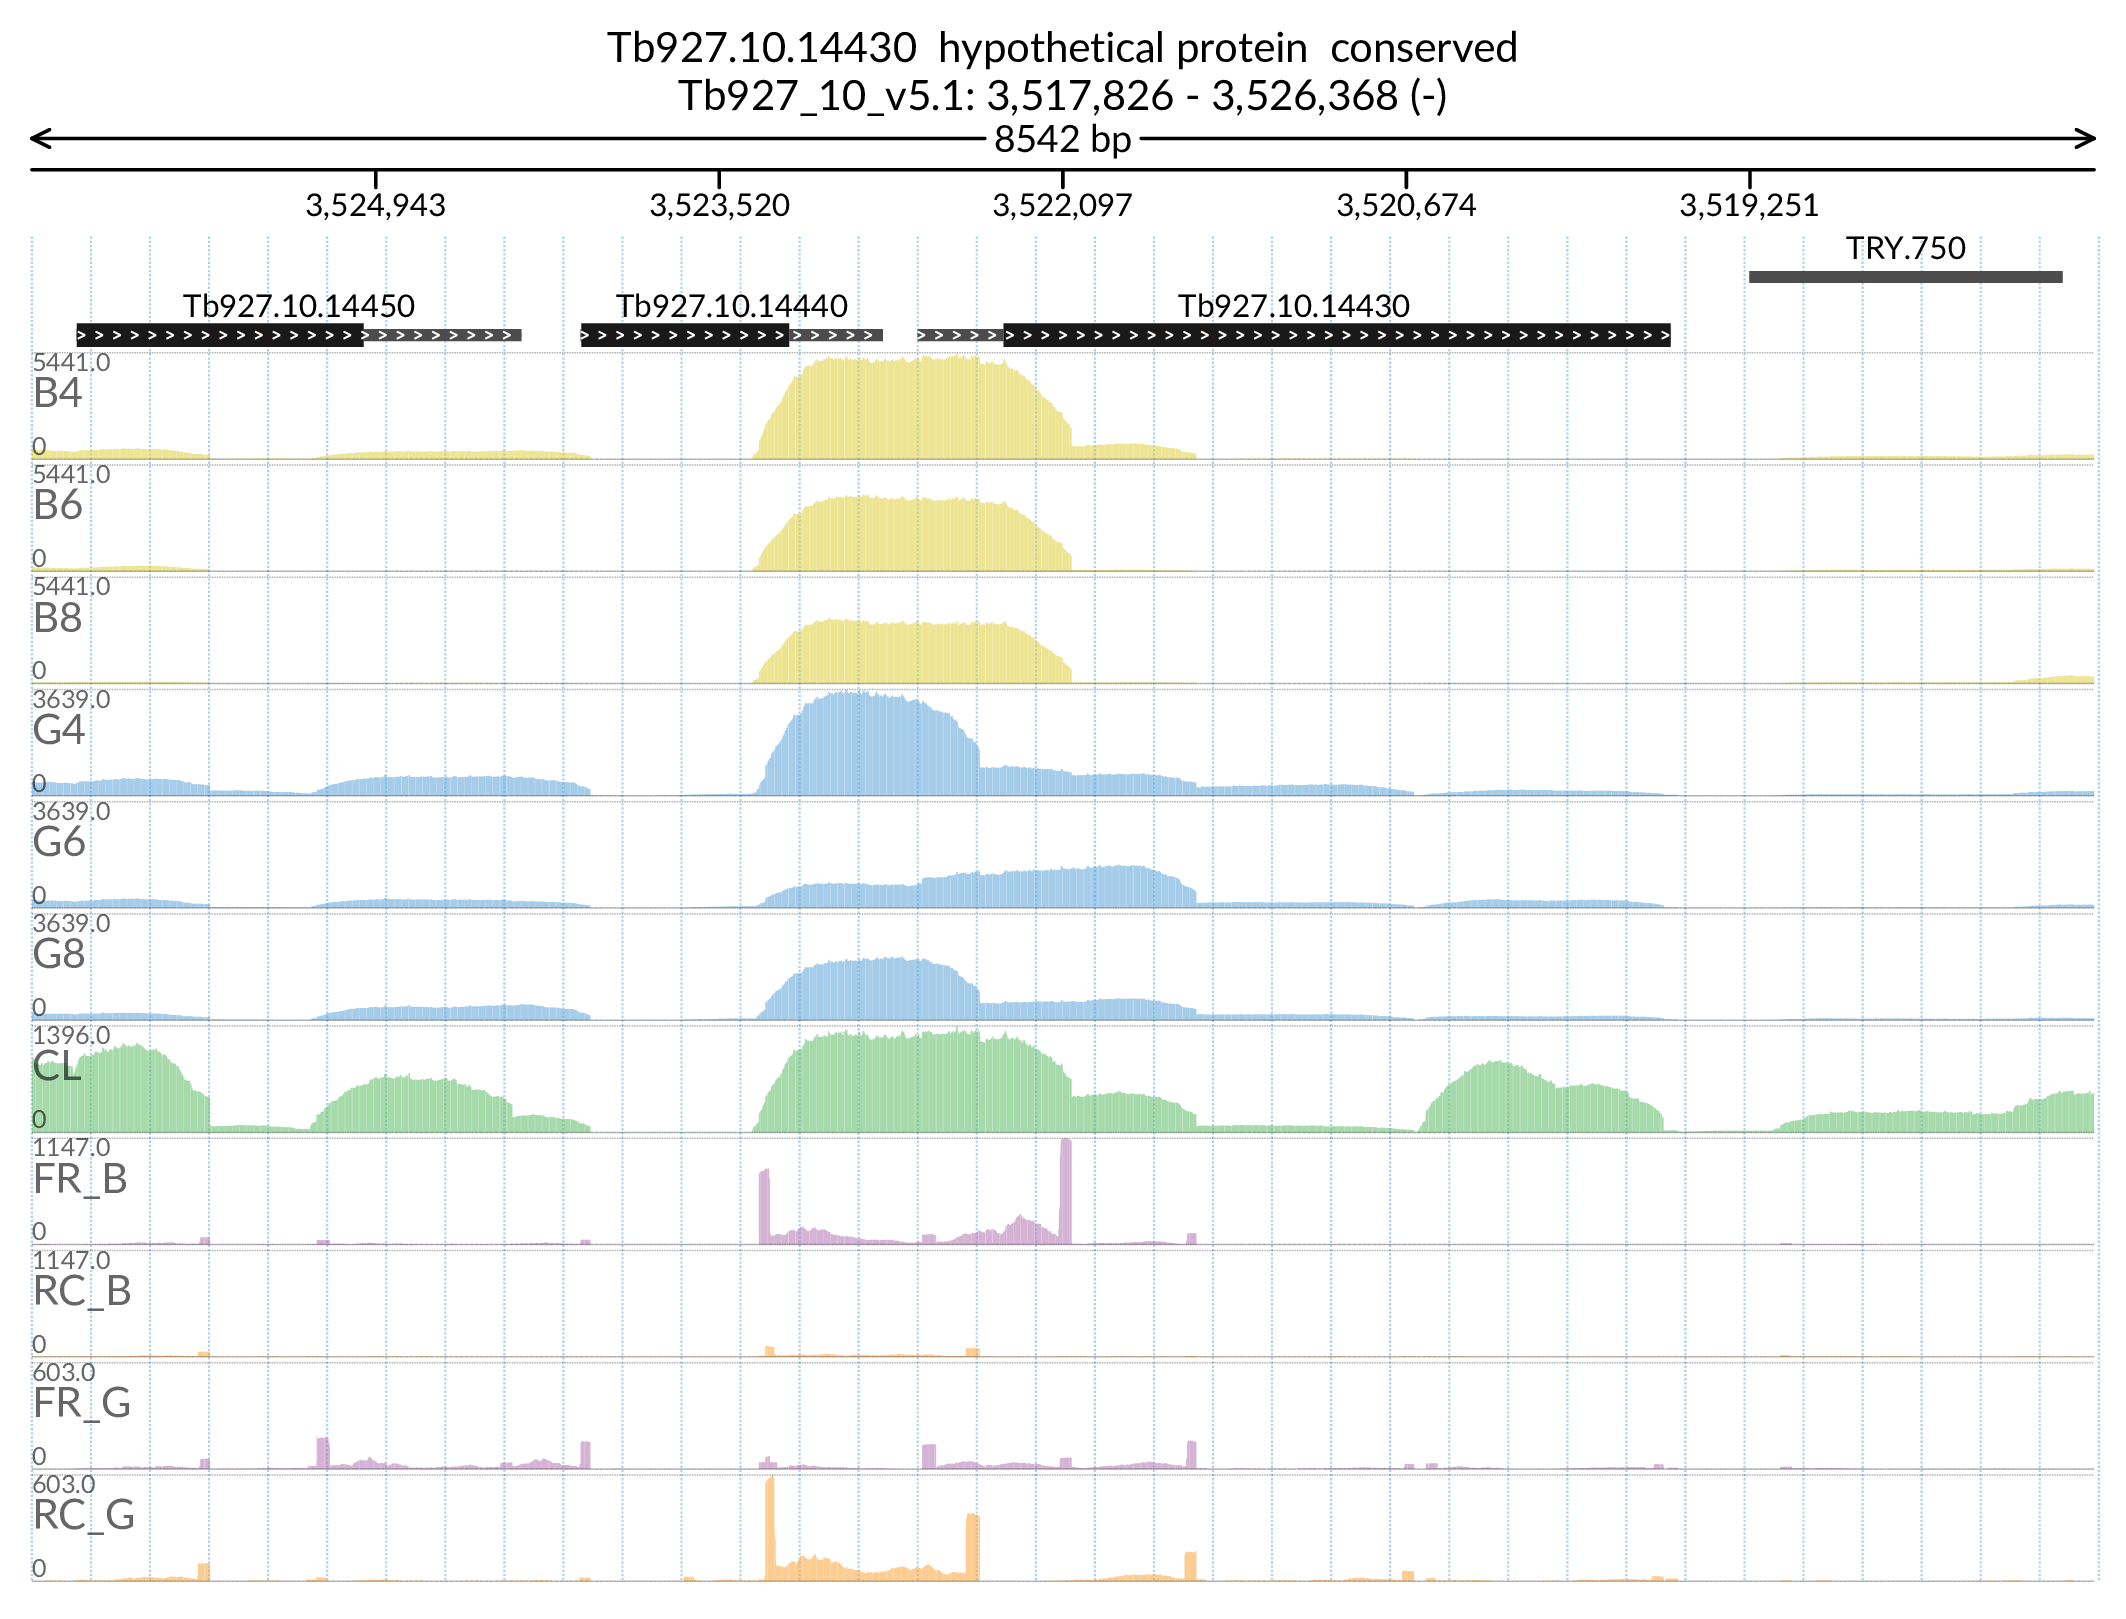 Tb927.10.14430  hypothetical protein  conserved
Tb927_10_v5.1: 3,517,826 - 3,526,368 (-)
8542 bp
3,524,943 3,523,520 3,522,097 3,520,674 3,519,251
TRY.750
Tb927.10.14450 Tb927.10.14440 Tb927.10.14430
5441.0
B4
0
5441.0
B6
0
5441.0
B8
0
3639.0
G4
0
3639.0
G6
0
3639.0
G8
0
1396.0
CL
0
1147.0
FR_B
0
1147.0
RC_B
0
603.0
FR_G
0
603.0
RC_G
0